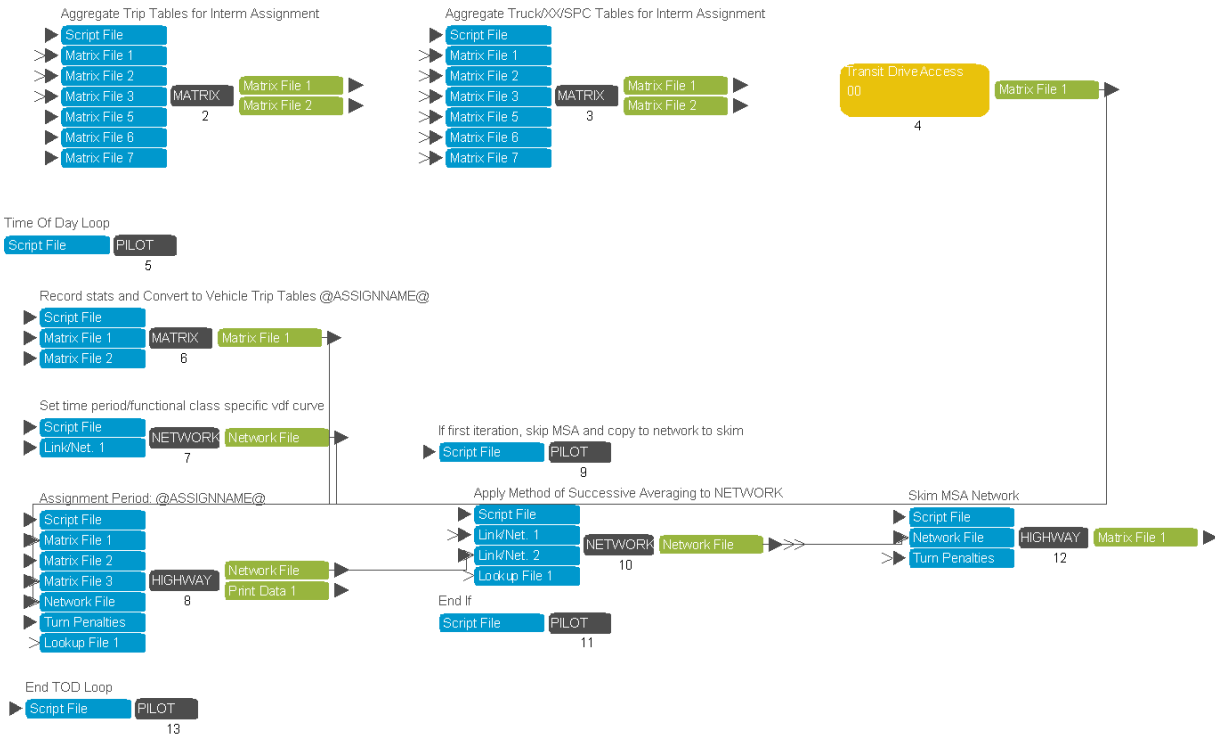 Aggregate Trip Tables for Interm Assignment
Script File
Matrix File 1
Matrix File 2
Matrix File 3
Matrix File 5
Matrix File 6
Matrix File 7
MATRIX
2
Matrix File 1
Matrix File 2
Aggregate Truck/XX/SPC Tables for Interm Assignment
Script File
Matrix File 1
Matrix File 2
Matrix File 3
Matrix File 5
Matrix File 6
Matrix File 7
MATRIX
3
Matrix File 1
Matrix File 2
Transit Drive Access
00
4
Matrix File 1
Time Of Day Loop
Script File
PILOT
5
Record stats and Convert to Vehicle Trip Tables @ASSIGNNAME@
Script File
Matrix File 1
Matrix File 2
MATRIX
6
Matrix File 1
Set time period/functional class specific vdf curve
Script File
Link/Net. 1
NETWORK
7
Network File
If first iteration, skip MSA and copy to network to skim
Script File
PILOT
9
Assignment Period: @ASSIGNNAME@
Script File
Matrix File 1
Matrix File 2
Matrix File 3
Network File
Turn Penalties
Lookup File 1
HIGHWAY
8
Network File
Print Data 1
Apply Method of Successive Averaging to NETWORK
Script File
Link/Net. 1
Link/Net. 2
Lookup File 1
NETWORK
10
Network File
Skim MSA Network
Script File
Network File
Turn Penalties
HIGHWAY
12
Matrix File 1
End If
Script File
PILOT
11
End TOD Loop
Script File
PILOT
13